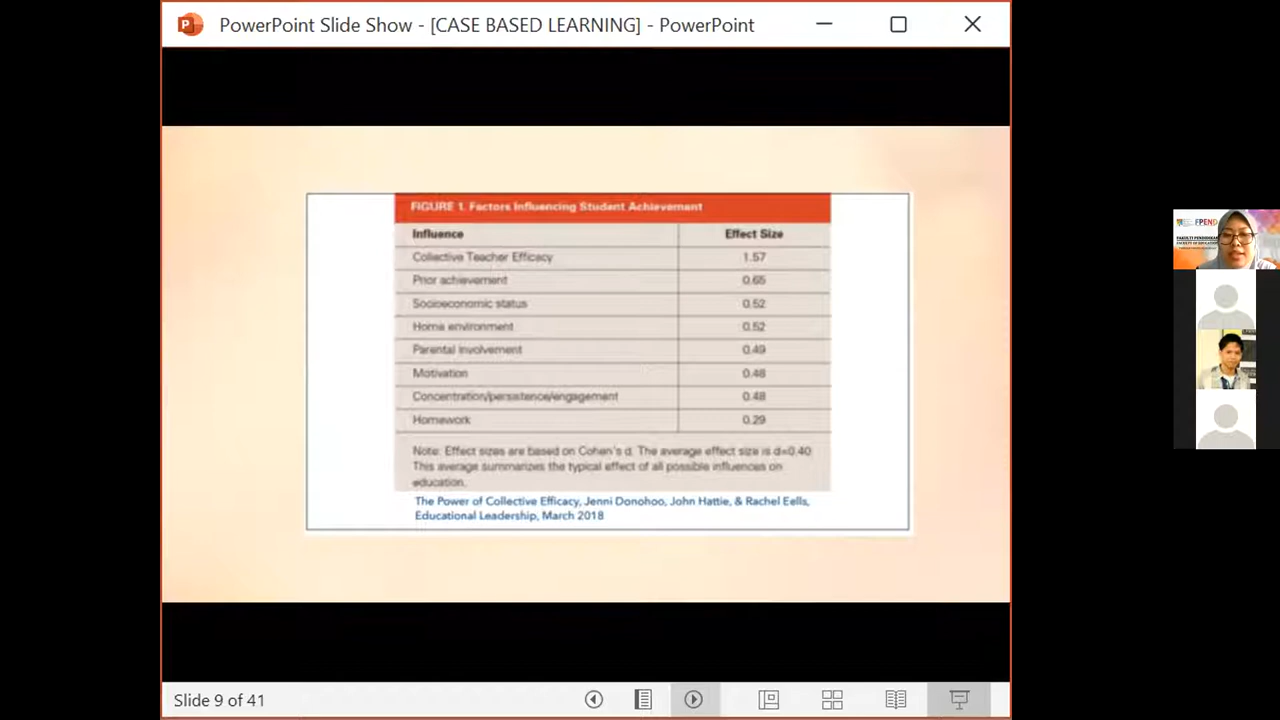 PowerPoint Slide Show - [CASE BASED LEARNING] - PowerPoint
FIGURE 1. Factors Influencing Student Achievement
Influence Effect Size
Collective Teacher Efficacy 1.57
Prior achievement 0.65
Socioeconomic status 0.52
Home environment 0.52
Parental involvement 0.49
Motivation 0.48
Concentration/persistence/engagement 0.48
Homework 0.29
Note: Effect sizes are based on Cohen's d. The average effect size is d=0.40
This average summarizes the typical effect of all possible influences on
education.
The Power of Collective Efficacy, Jenni Donohoo, John Hattie, & Rachel Eells,
Educational Leadership, March 2018
FPEND
Slide 9 of 41